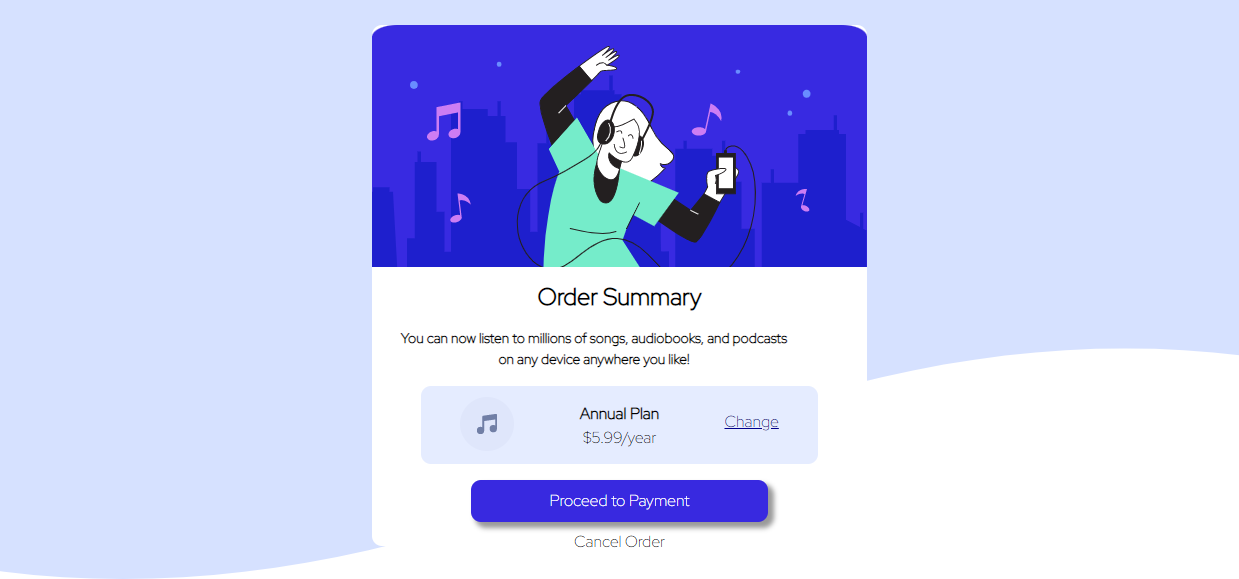 Order Summary
You can now listen to millions of songs, audiobooks, and podcasts
on any device anywhere you like!
Annual Plan
$5.99/year
Change
Proceed to Payment
Cancel Order